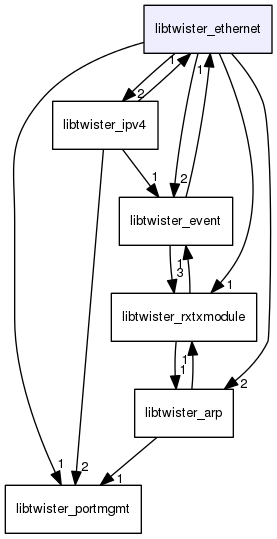 libtwister_ethernet
1
1
2
libtwister_ipv4
1
2
libtwister_event
1
3
1
libtwister_rxtxmodule
1
1
2
libtwister_arp
1
2
1
libtwister_portmgmt